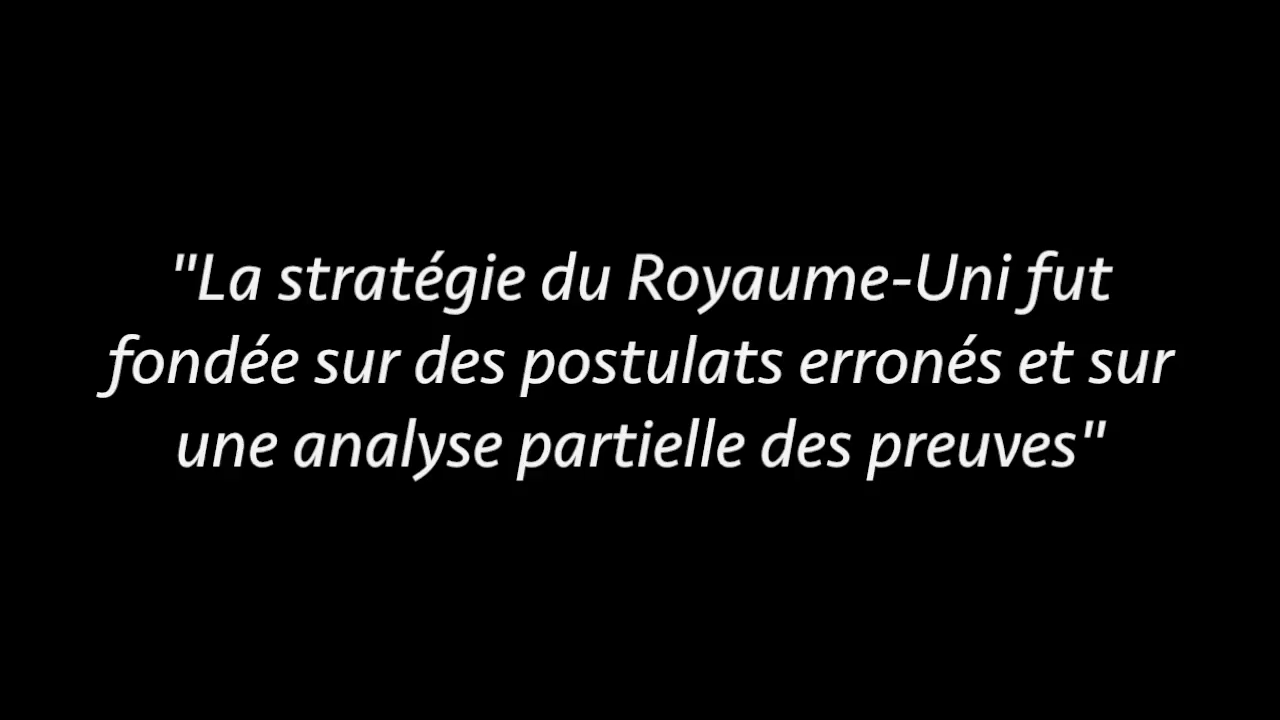 "La stratégie du Royaume-Uni fut
fondée sur des postulats erronés et sur
une analyse partielle des preuves"